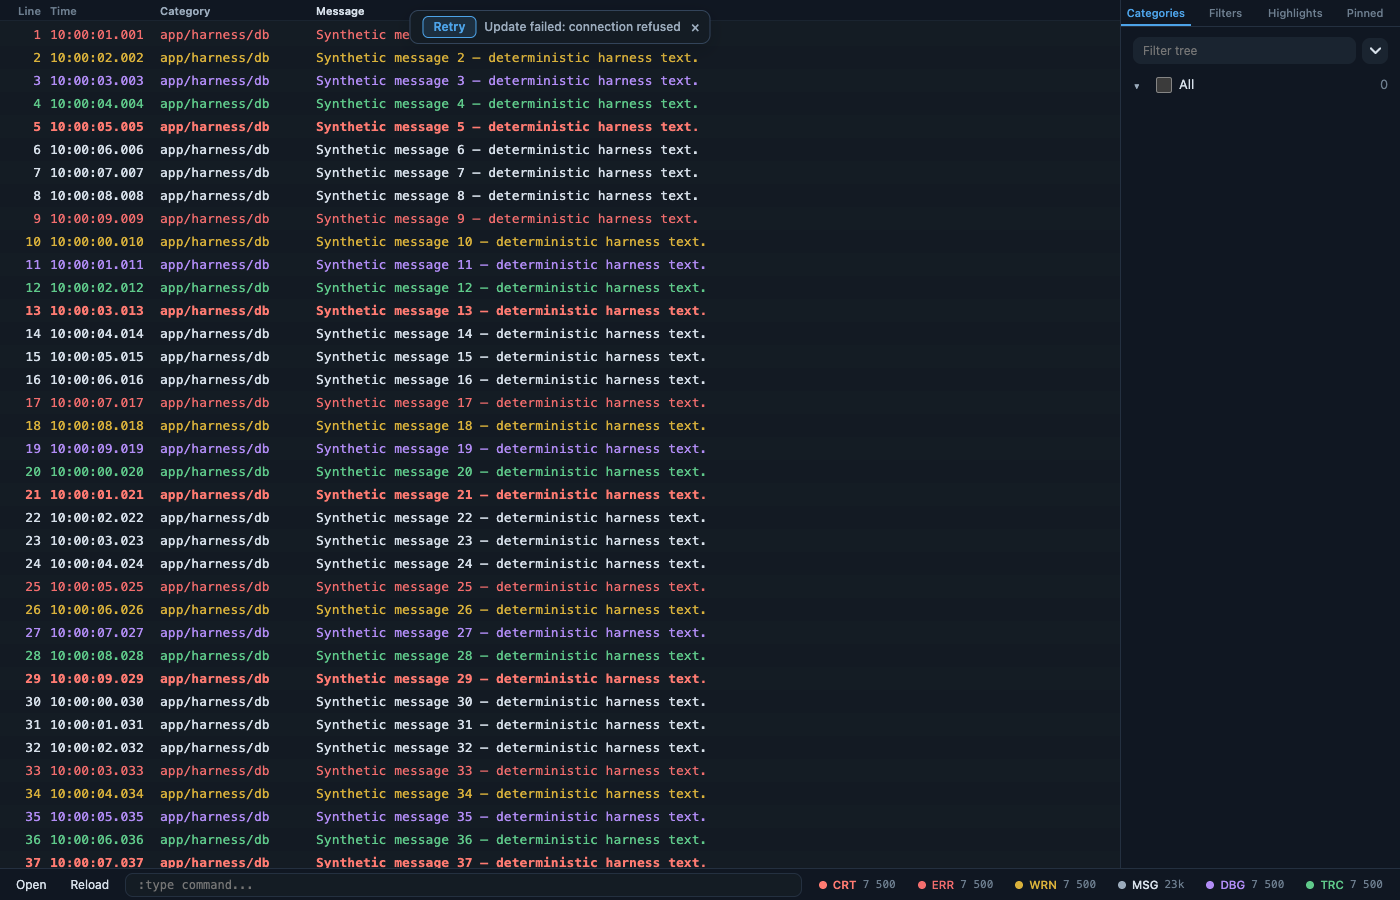 Line Time Category Message
Retry Update failed: connection refused ×
1 10:00:01.001 app/harness/db Synthetic
2 10:00:02.002 app/harness/db Synthetic message 2 — deterministic harness text.
3 10:00:03.003 app/harness/db Synthetic message 3 — deterministic harness text.
4 10:00:04.004 app/harness/db Synthetic message 4 — deterministic harness text.
5 10:00:05.005 app/harness/db Synthetic message 5 — deterministic harness text.
6 10:00:06.006 app/harness/db Synthetic message 6 — deterministic harness text.
7 10:00:07.007 app/harness/db Synthetic message 7 — deterministic harness text.
8 10:00:08.008 app/harness/db Synthetic message 8 — deterministic harness text.
9 10:00:09.009 app/harness/db Synthetic message 9 — deterministic harness text.
10 10:00:00.010 app/harness/db Synthetic message 10 — deterministic harness text.
11 10:00:01.011 app/harness/db Synthetic message 11 — deterministic harness text.
12 10:00:02.012 app/harness/db Synthetic message 12 — deterministic harness text.
13 10:00:03.013 app/harness/db Synthetic message 13 — deterministic harness text.
14 10:00:04.014 app/harness/db Synthetic message 14 — deterministic harness text.
15 10:00:05.015 app/harness/db Synthetic message 15 — deterministic harness text.
16 10:00:06.016 app/harness/db Synthetic message 16 — deterministic harness text.
17 10:00:07.017 app/harness/db Synthetic message 17 — deterministic harness text.
18 10:00:08.018 app/harness/db Synthetic message 18 — deterministic harness text.
19 10:00:09.019 app/harness/db Synthetic message 19 — deterministic harness text.
20 10:00:00.020 app/harness/db Synthetic message 20 — deterministic harness text.
21 10:00:01.021 app/harness/db Synthetic message 21 — deterministic harness text.
22 10:00:02.022 app/harness/db Synthetic message 22 — deterministic harness text.
23 10:00:03.023 app/harness/db Synthetic message 23 — deterministic harness text.
24 10:00:04.024 app/harness/db Synthetic message 24 — deterministic harness text.
25 10:00:05.025 app/harness/db Synthetic message 25 — deterministic harness text.
26 10:00:06.026 app/harness/db Synthetic message 26 — deterministic harness text.
27 10:00:07.027 app/harness/db Synthetic message 27 — deterministic harness text.
28 10:00:08.028 app/harness/db Synthetic message 28 — deterministic harness text.
29 10:00:09.029 app/harness/db Synthetic message 29 — deterministic harness text.
30 10:00:00.030 app/harness/db Synthetic message 30 — deterministic harness text.
31 10:00:01.031 app/harness/db Synthetic message 31 — deterministic harness text.
32 10:00:02.032 app/harness/db Synthetic message 32 — deterministic harness text.
33 10:00:03.033 app/harness/db Synthetic message 33 — deterministic harness text.
34 10:00:04.034 app/harness/db Synthetic message 34 — deterministic harness text.
35 10:00:05.035 app/harness/db Synthetic message 35 — deterministic harness text.
36 10:00:06.036 app/harness/db Synthetic message 36 — deterministic harness text.
37 10:00:07.037 app/harness/db Synthetic message 37 — deterministic harness text.
Categories Filters Highlights Pinned
Filter tree
All 0
Open Reload :type command... CRT 7 500 ERR 7 500 WRN 7 500 MSG 23k DBG 7 500 TRC 7 500